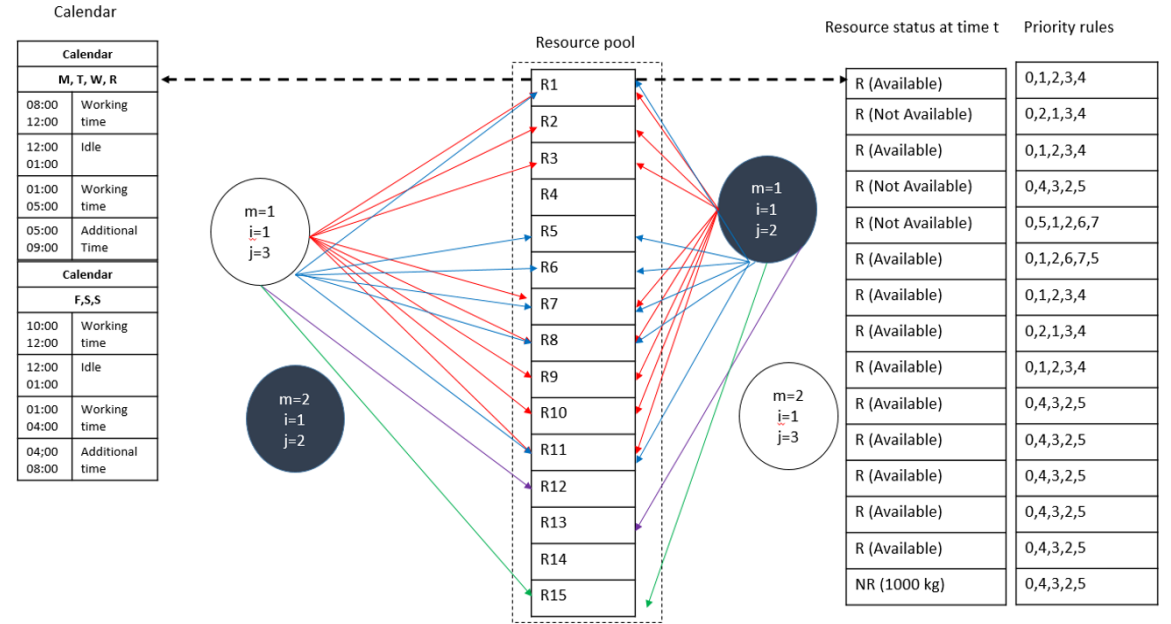 Calendar
Calendar
M, T, W, R
08:00 Working
12:00 time
12:00 Idle
01:00
01:00 Working
05:00 time
05:00 Additional
09:00 Time
Calendar
F,S,S
10:00 Working
12:00 time
12:00 Idle
01:00
01:00 Working
04:00 time
04;00 Additional
08:00 time
m=1
i=1
j=3
m=2
i=1
j=2
Resource pool
R1
R2
R3
R4
R5
R6
R7
R8
R9
R10
R11
R12
R13
R14
R15
m=1
i=1
j=2
m=2
i=1
j=3
Resource status at time t
R (Available)
R (Not Available)
R (Available)
R (Not Available)
R (Not Available)
R (Available)
R (Available)
R (Available)
R (Available)
R (Available)
R (Available)
R (Available)
R (Available)
R (Available)
NR (1000 kg)
Priority rules
0,1,2,3,4
0,2,1,3,4
0,1,2,3,4
0,4,3,2,5
0,5,1,2,6,7
0,1,2,6,7,5
0,1,2,3,4
0,2,1,3,4
0,1,2,3,4
0,4,3,2,5
0,4,3,2,5
0,4,3,2,5
0,4,3,2,5
0,4,3,2,5
0,4,3,2,5